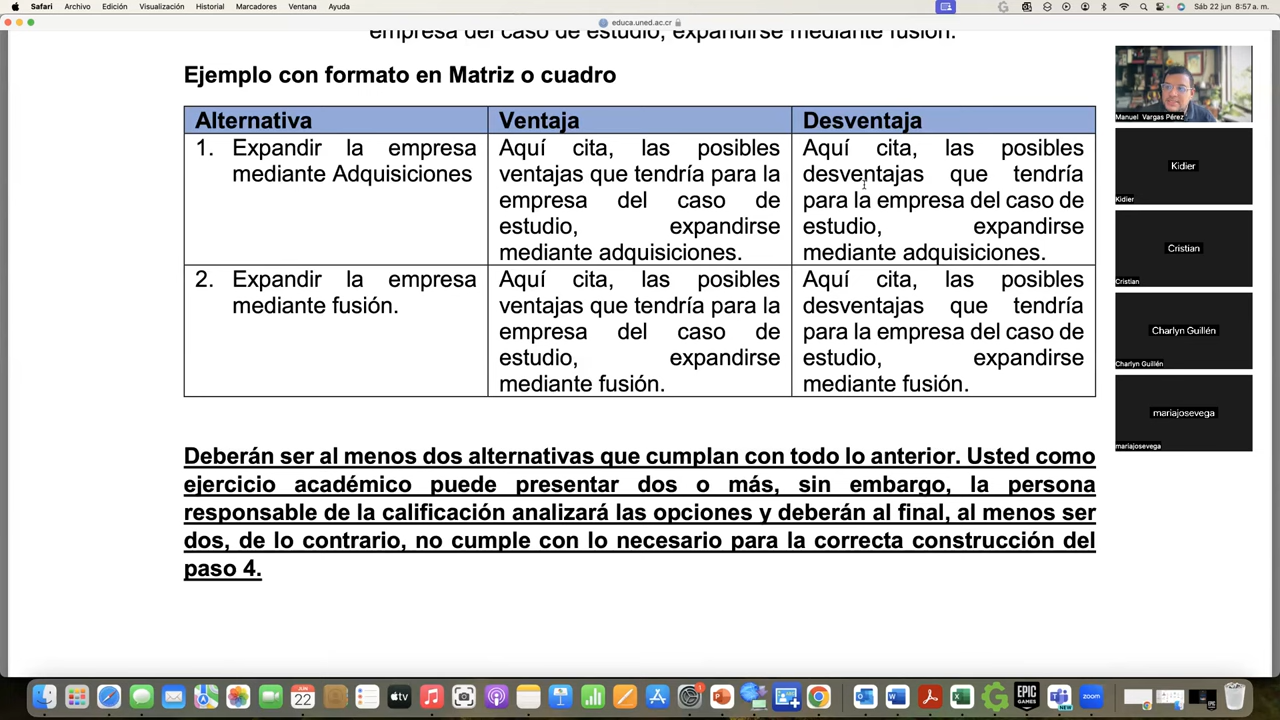 Safari Archivo Edición Visualización Historial Marcadores Ventana Ayuda
Sáb 22 jun 8:57 a. m.
educa.uned.ac.cr
empresa del caso de estudio, expandirse mediante fusión.
Ejemplo con formato en Matriz o cuadro
Alternativa Ventaja Desventaja
1. Expandir la empresa
mediante Adquisiciones
Aquí cita, las posibles
ventajas que tendría para la
empresa del caso de
estudio, expandirse
mediante adquisiciones.
Aquí cita, las posibles
desventajas que tendría
para la empresa del caso de
estudio, expandirse
mediante adquisiciones.
2. Expandir la empresa
mediante fusión.
Aquí cita, las posibles
ventajas que tendría para la
empresa del caso de
estudio, expandirse
mediante fusión.
Aquí cita, las posibles
desventajas que tendría
para la empresa del caso de
estudio, expandirse
mediante fusión.
Deberán ser al menos dos alternativas que cumplan con todo lo anterior. Usted como
ejercicio académico puede presentar dos o más, sin embargo, la persona
responsable de la calificación analizará las opciones y deberán al final, al menos ser
dos, de lo contrario, no cumple con lo necesario para la correcta construcción del
paso 4.
Manuel Vargas Pérez
Kidier
Kidier
Cristian
Cristian
Charlyn Guillén
Charlyn Guillén
mariajosevega
mariajosevega
JUN
22
tv
EPIC
GAMES
NEW
zoom